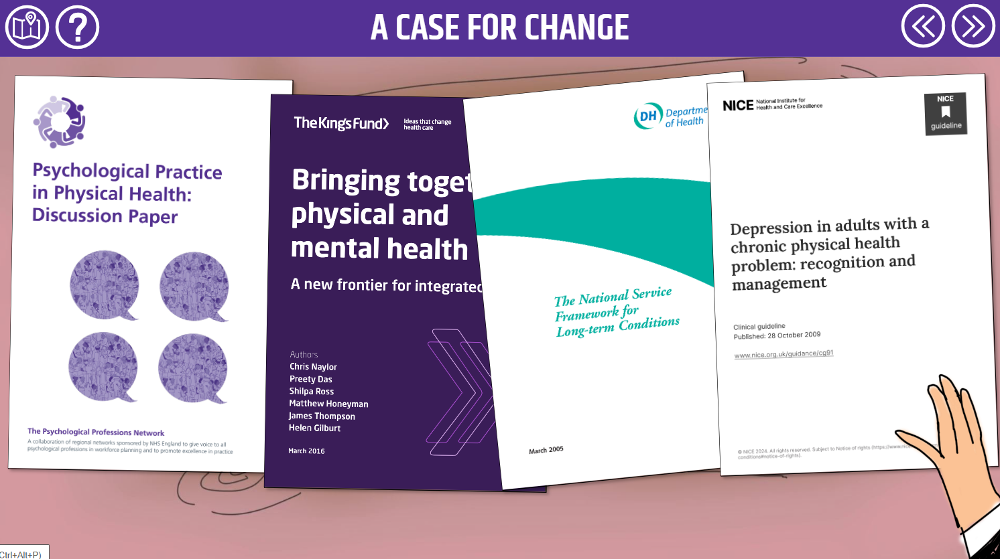 A CASE FOR CHANGE
Psychological Practice
in Physical Health:
Discussion Paper
The Psychological Professions Network
A collaboration of regional networks sponsored by NHS England to give voice to all
psychological professions in workforce planning and to promote excellence in practice
TheKing'sFund
Ideas that change
health care
Bringing toget
physical and
mental health
A new frontier for integrated
Authors
Chris Naylor
Preety Das
Shilpa Ross
Matthew Honeyman
James Thompson
Helen Gilburt
March 2016
DH
Departme
of Health
The National Service
Framework for
Long-term Conditions
March 2005
NICE
National Institute for
Health and Care Excellence
NICE
guideline
Depression in adults with a
chronic physical health
problem: recognition and
management
Clinical guideline
Published: 28 October 2009
www.nice.org.uk/guidance/cg91
© NICE 2024. All rights reserved. Subject to Notice of rights (https://www.nice
conditions#notice-of-rights).
Ctrl+Alt+P)